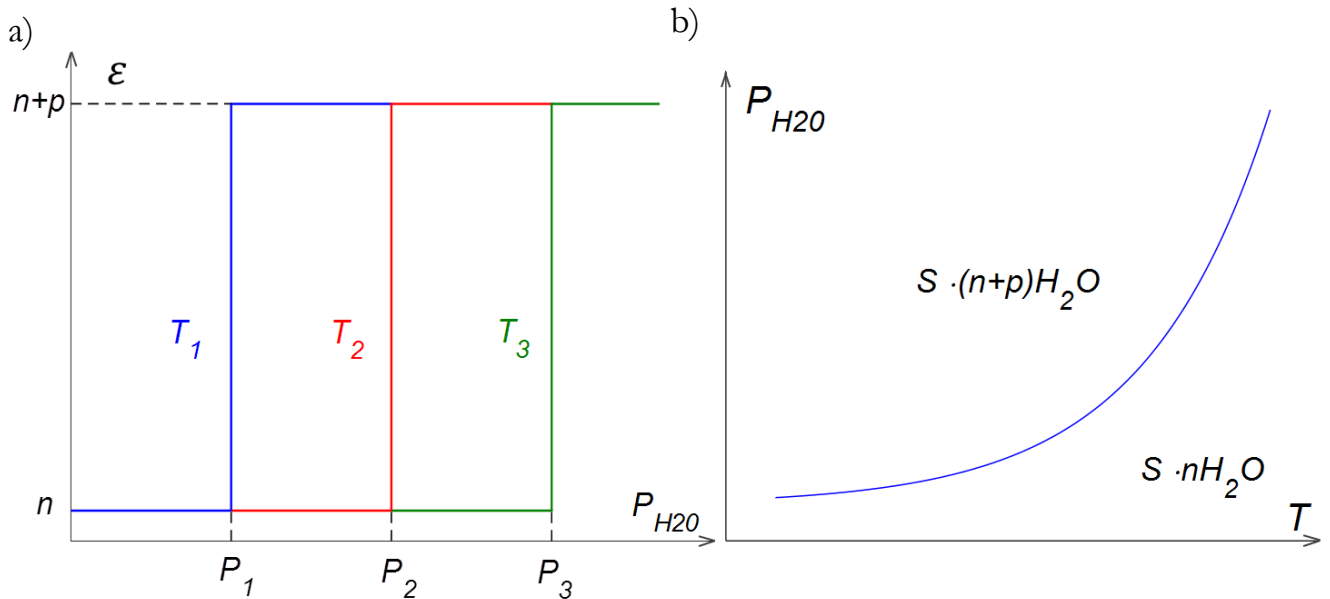 a)
ε
n+p
T1
T2
T3
n
PH20
P1
P2
P3
b)
PH20
S ·(n+p)H2O
S ·nH2O
T